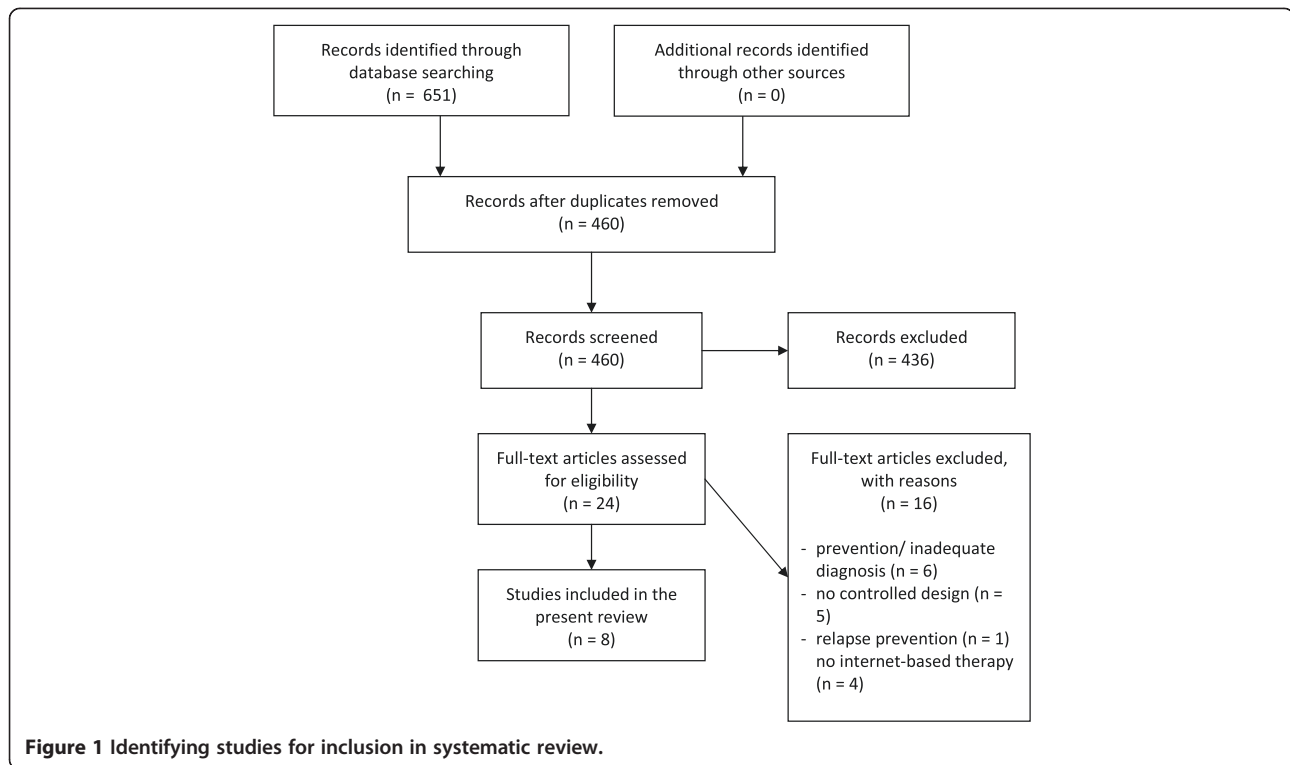 Records identified through
database searching
(n = 651)
Additional records identified
through other sources
(n = 0)
Records after duplicates removed
(n = 460)
Records screened
(n = 460)
Records excluded
(n = 436)
Full-text articles assessed
for eligibility
(n = 24)
Full-text articles excluded,
with reasons
(n = 16)
- prevention/ inadequate
diagnosis (n = 6)
- no controlled design (n =
5)
- relapse prevention (n = 1)
no internet-based therapy
(n = 4)
Studies included in the
present review
(n = 8)
Figure 1 Identifying studies for inclusion in systematic review.